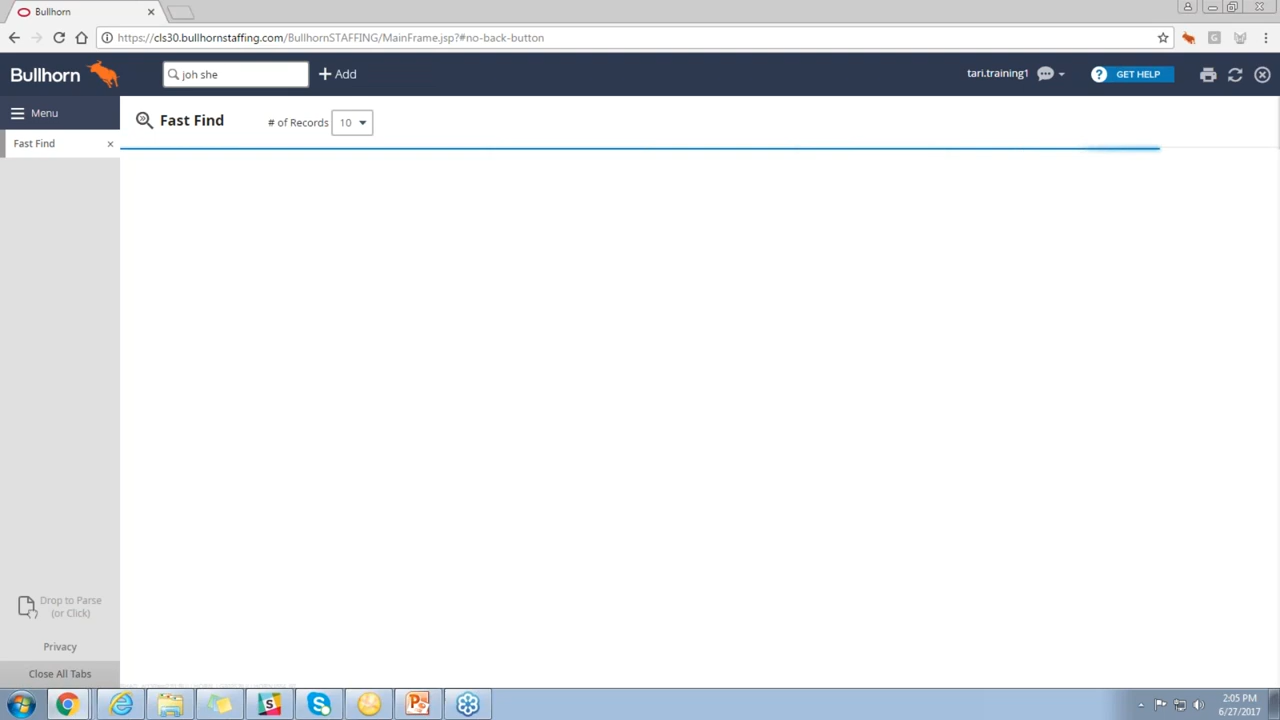 Bullhorn
https://cls30.bullhornstaffing.com/BullhornSTAFFING/MainFrame.jsp?#no-back-button
Bullhorn
joh she
Add
tari.training1
? GET HELP
Menu
Fast Find
# of Records 10
Fast Find
Drop to Parse
(or Click)
Privacy
Close All Tabs
2:05 PM
6/27/2017